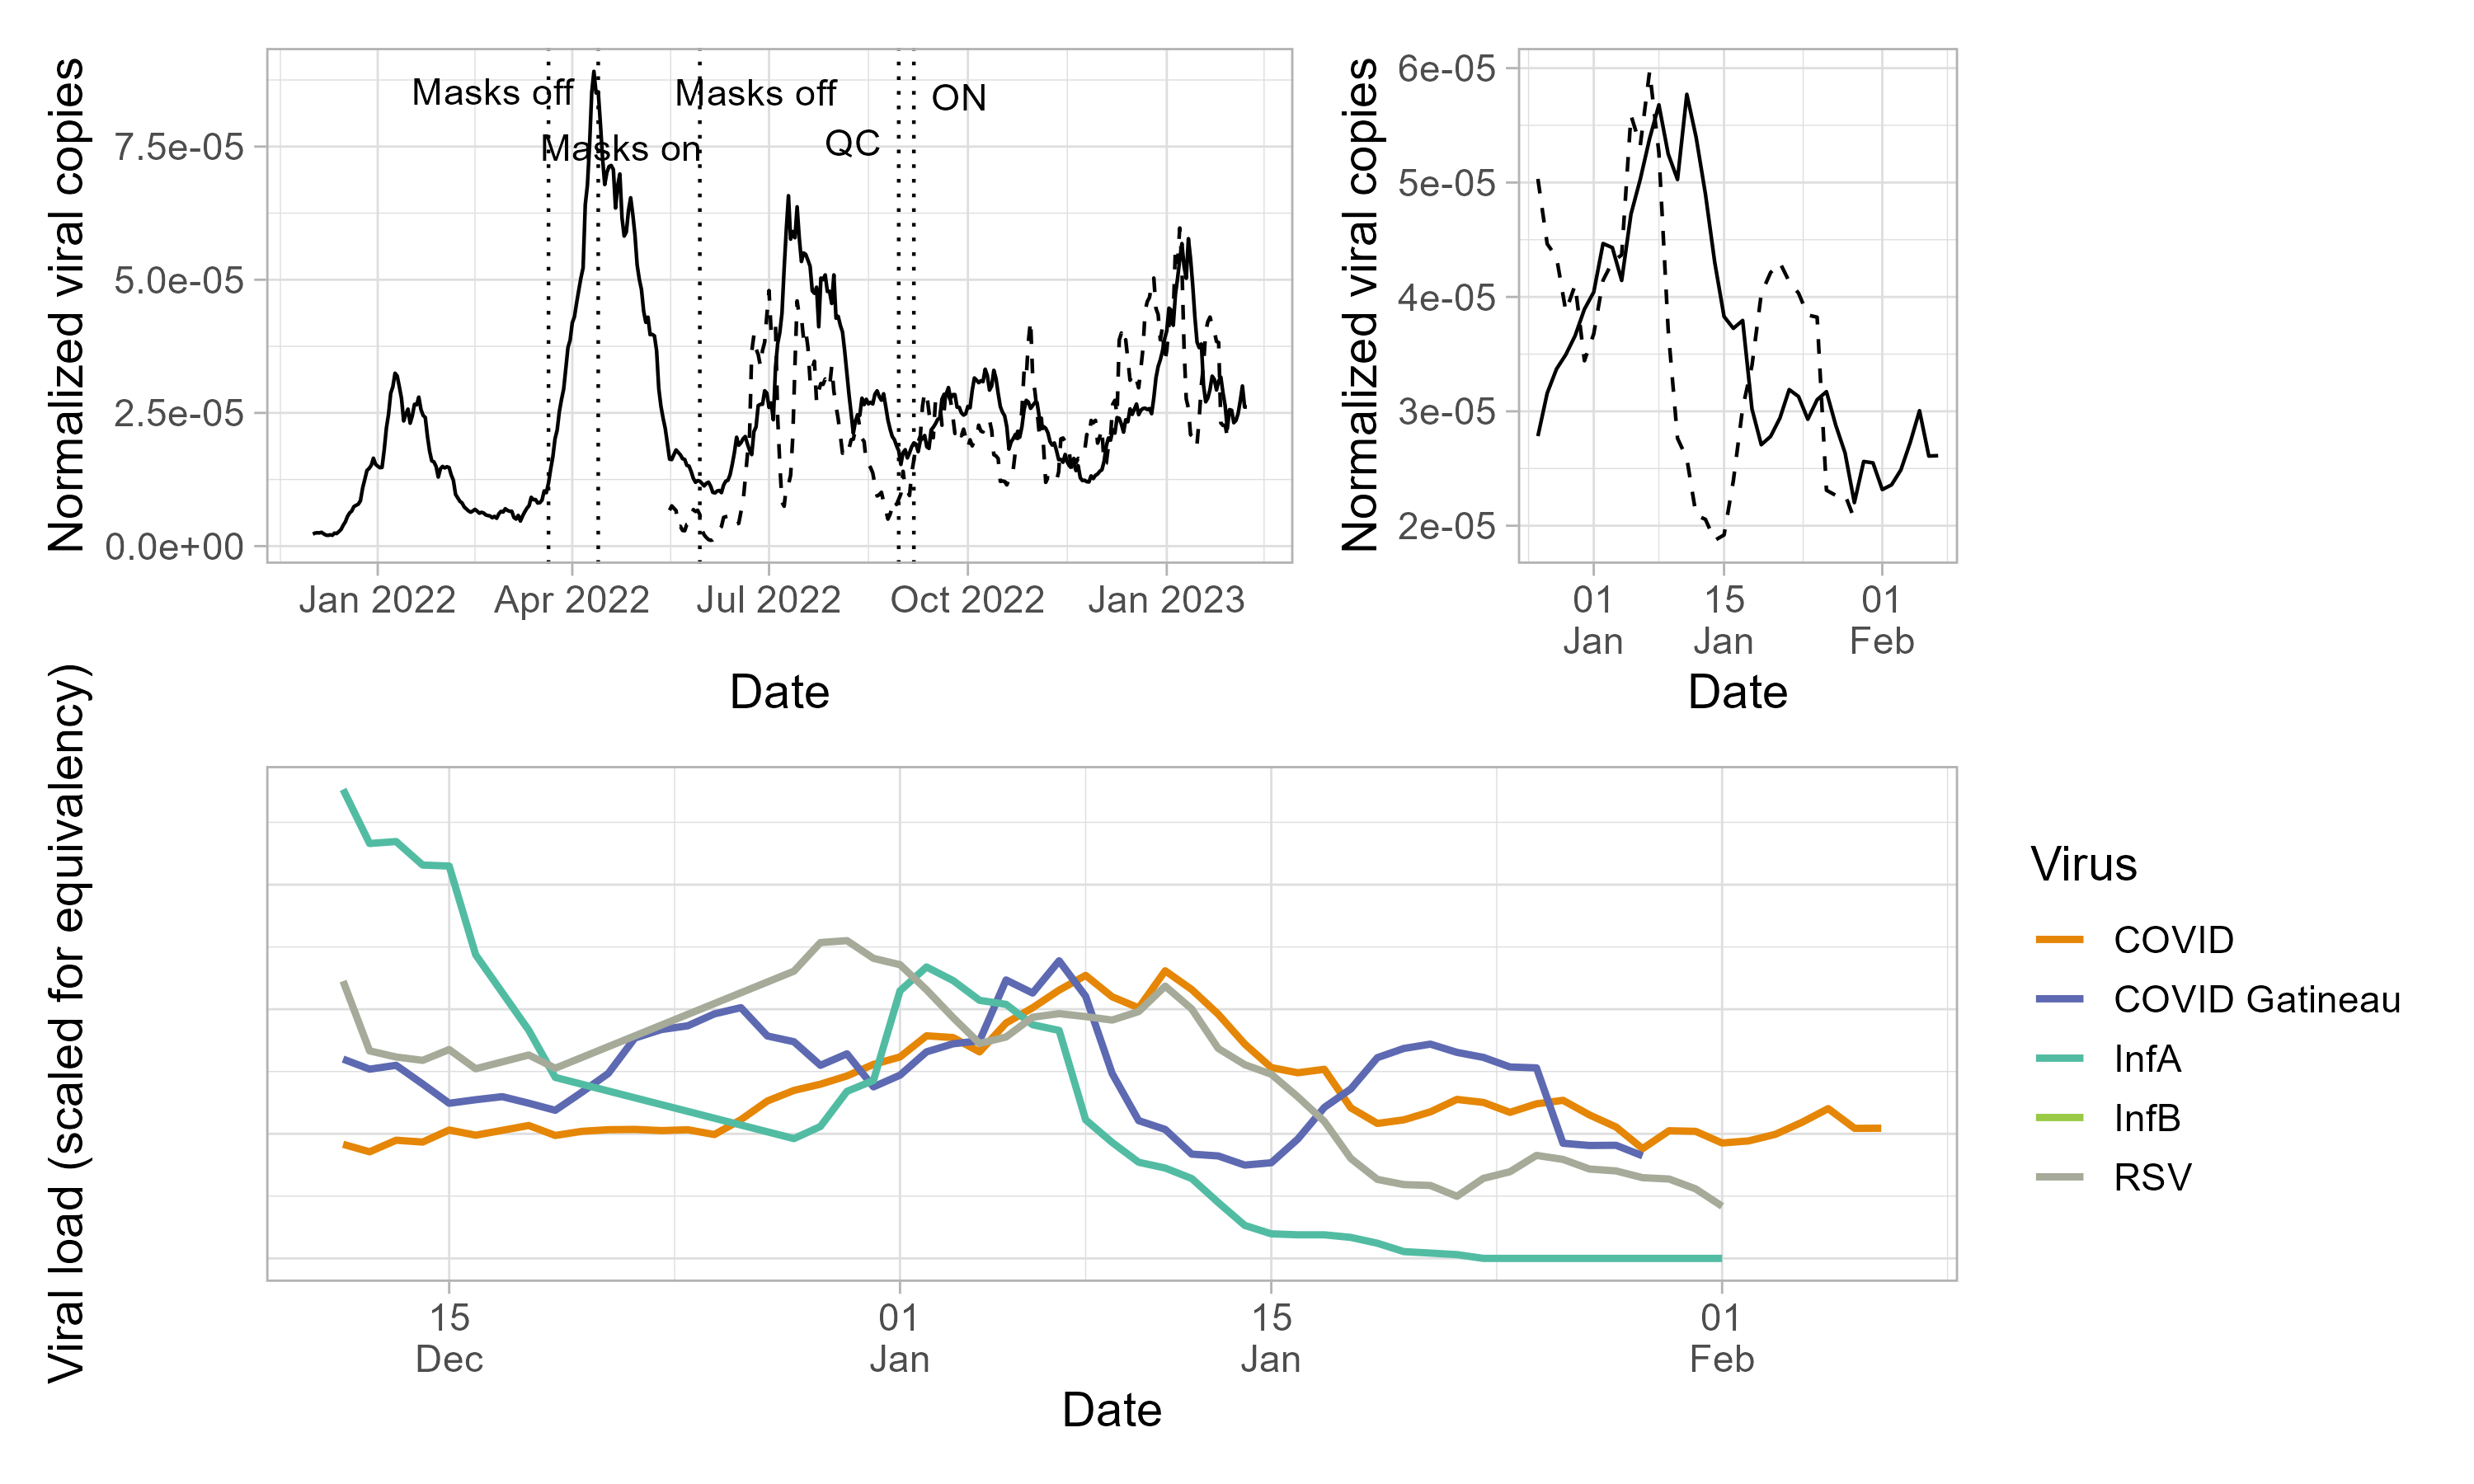 Normalized viral copies
7.5e-05
5.0e-05
2.5e-05
0.0e+00
Masks off
Masks on
Masks off
QC
ON
Jan 2022
Apr 2022
Jul 2022
Oct 2022
Jan 2023
Date
Normalized viral copies
6e-05
5e-05
4e-05
3e-05
2e-05
01
Jan
15
Jan
01
Feb
Date
Viral load (scaled for equivalency)
15
Dec
01
Jan
15
Jan
01
Feb
Date
Virus
COVID
COVID Gatineau
InfA
InfB
RSV